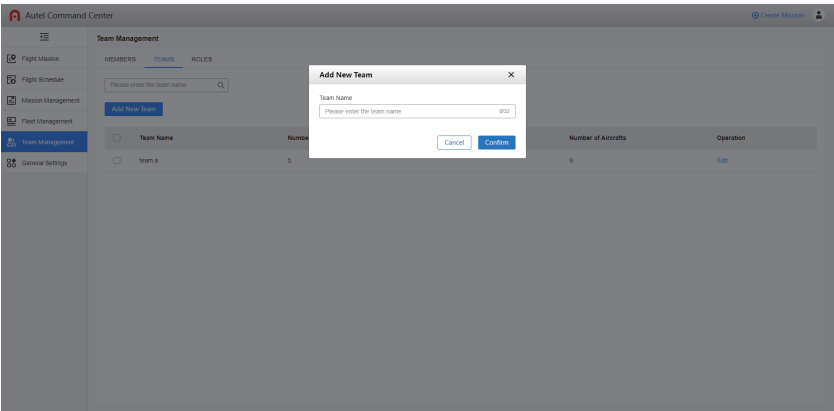 Autel Command Center
Create Mission
Team Management
Flight Mission
MEMBERS TEAMS ROLES
Add New Team
Flight Schedule
Please enter the team name
Team Name
Mission Management
Add New Team
Please enter the team name 0/32
Fleet Management
Team Management
Team Name Numbe Number of Aircrafts Operation
Cancel Confirm
General Settings
team a 5 9 Edit